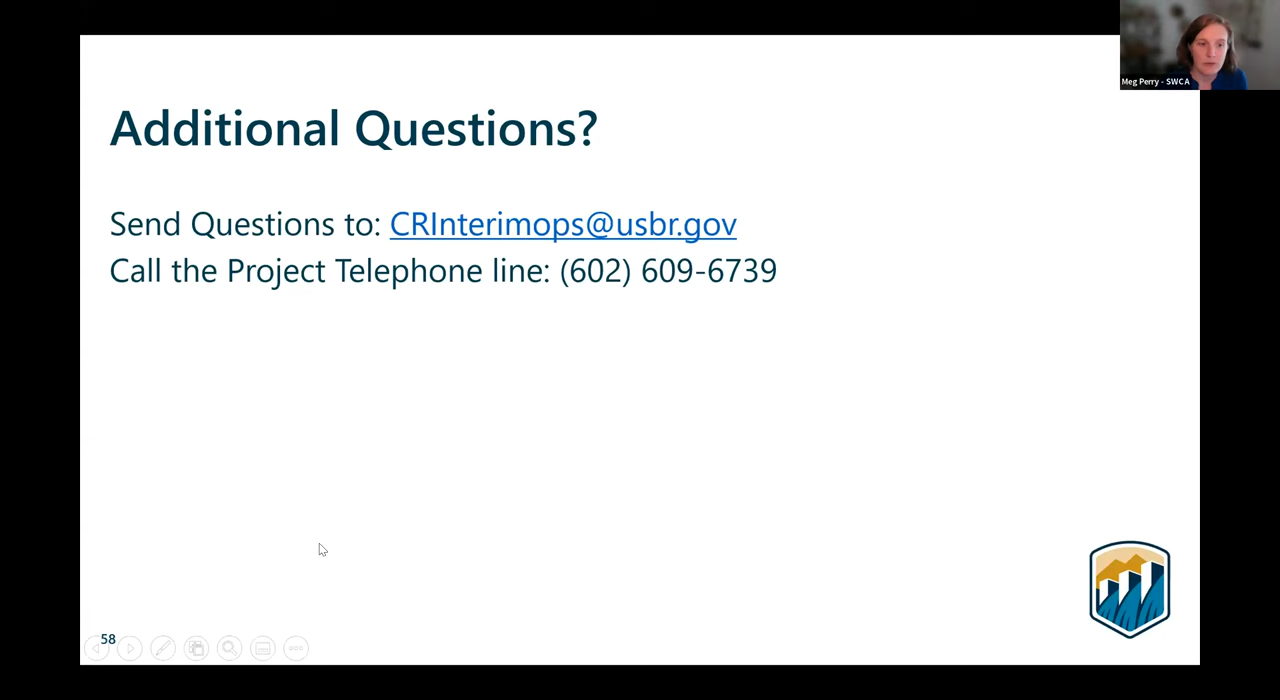 Meg Perry - SWCA
Additional Questions?
Send Questions to: CRInterimops@usbr.gov
Call the Project Telephone line: (602) 609-6739
58